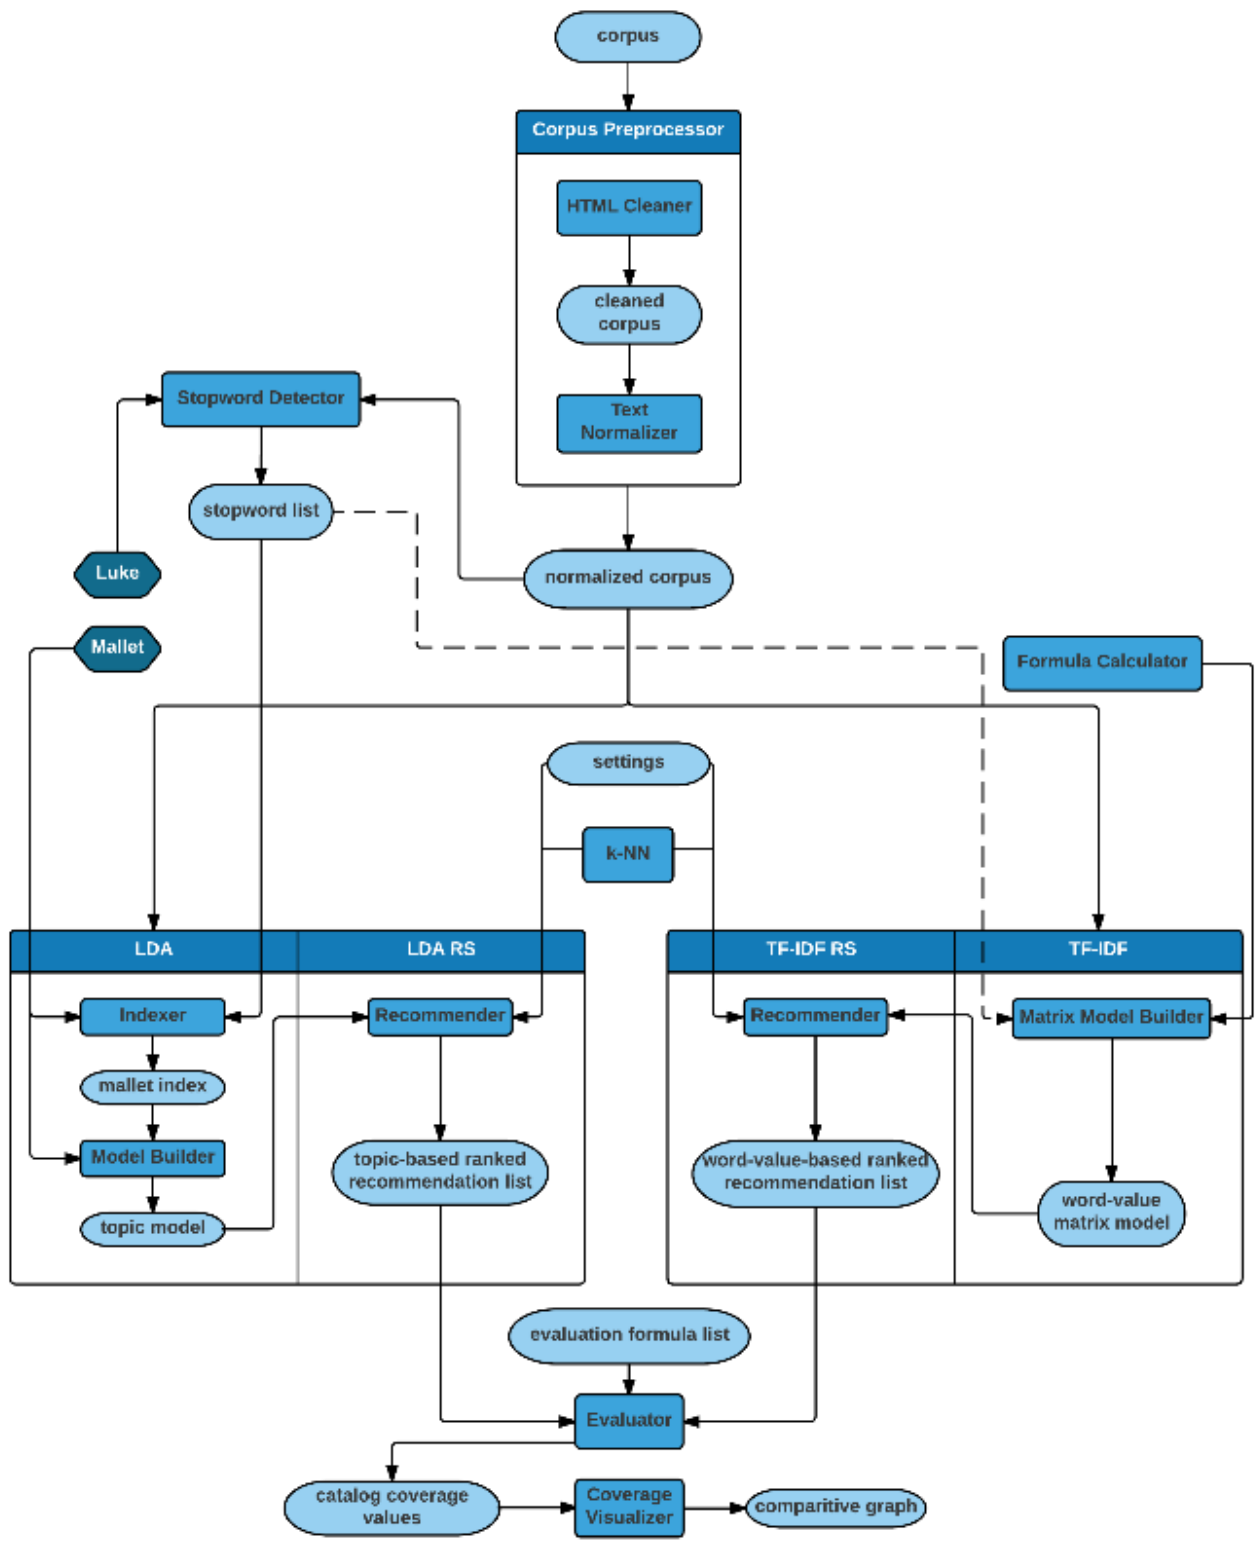 corpus
Corpus Preprocessor
HTML Cleaner
cleaned
corpus
Text
Normalizer
Stopword Detector
stopword list
Luke
normalized corpus
Mallet
Formula Calculator
settings
k-NN
LDA
LDA RS
TF-IDF RS
TF-IDF
Indexer
Recommender
Recommender
Matrix Model Builder
mallet index
Model Builder
topic-based ranked
recommendation list
word-value-based ranked
recommendation list
topic model
word-value
matrix model
evaluation formula list
Evaluator
catalog coverage
values
Coverage
Visualizer
comparitive graph